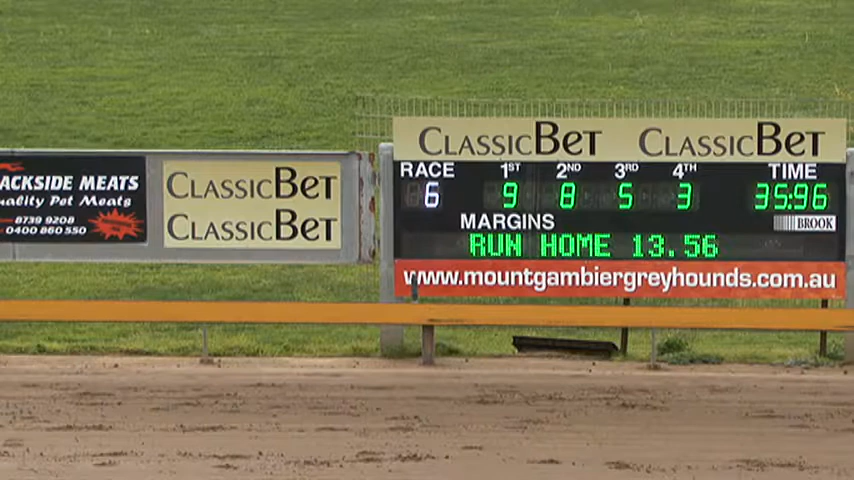 CLASSICBET CLASSICBET
RACE 1ST 2ND 3RD 4TH TIME
6 9 8 5 3 35:96
MARGINS BROOK
RUN HOME 13.56
www.mountgambiergreyhounds.com.au
CLASSICBET
CLASSICBET
ACKSIDE MEATS
ality Pet Meats
8739 9208
0400 860 550